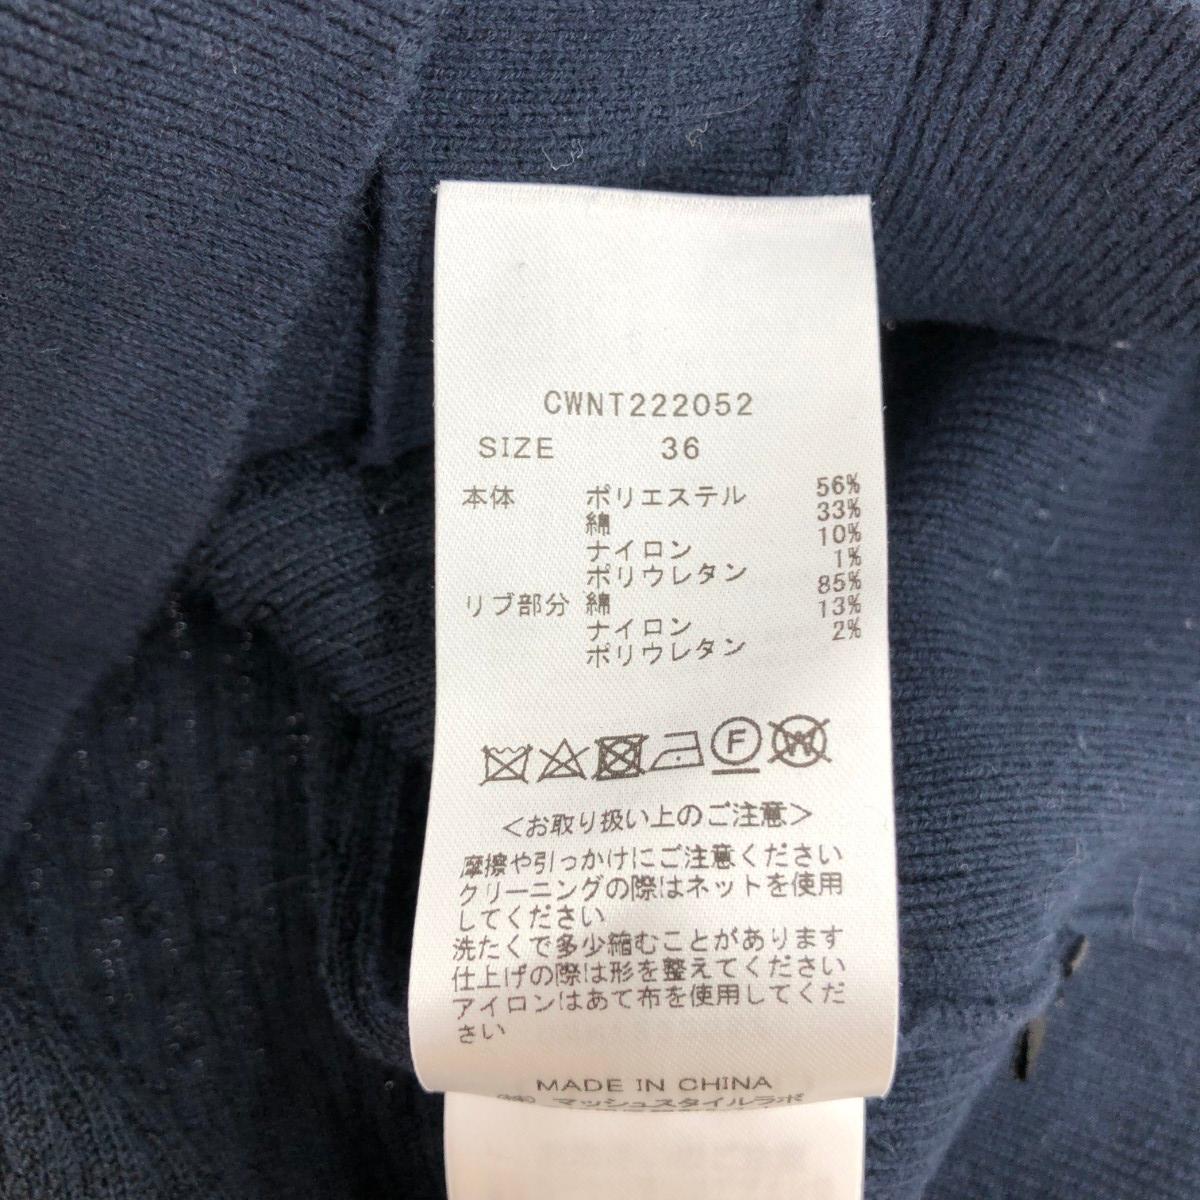 CWNT222052
SIZE 36
本体 ポリエステル 56%
綿 33%
ナイロン 10%
ポリウレタン 1%
リブ部分 綿 85%
ナイロン 13%
ポリウレタン 2%
F W
<お取り扱い上のご注意>
摩擦や引っかけにご注意ください
クリーニングの際はネットを使用
してください
洗たくで多少縮むことがあります
仕上げの際は形を整えてください
アイロンはあて布を使用してくだ
さい
MADE IN CHINA
㈱マッシュスタイルラボ